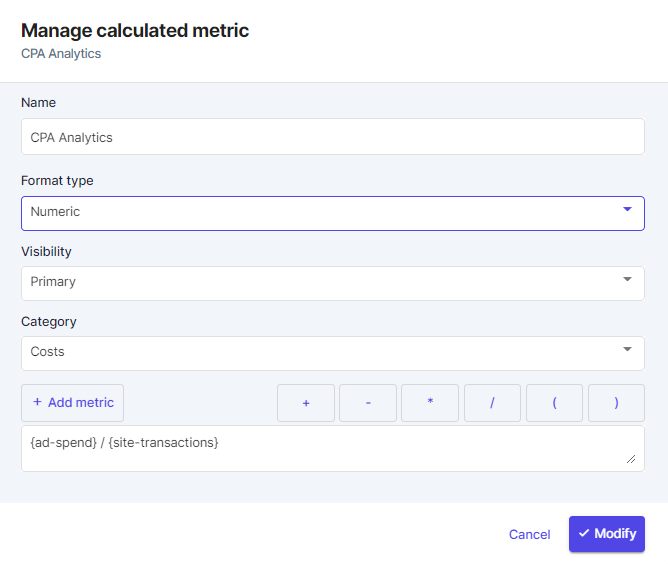 Manage calculated metric
CPA Analytics
Name
CPA Analytics
Format type
Numeric
Visibility
Primary
Category
Costs
+ Add metric + - * / ( )
{ad-spend} / {site-transactions}
Cancel Modify